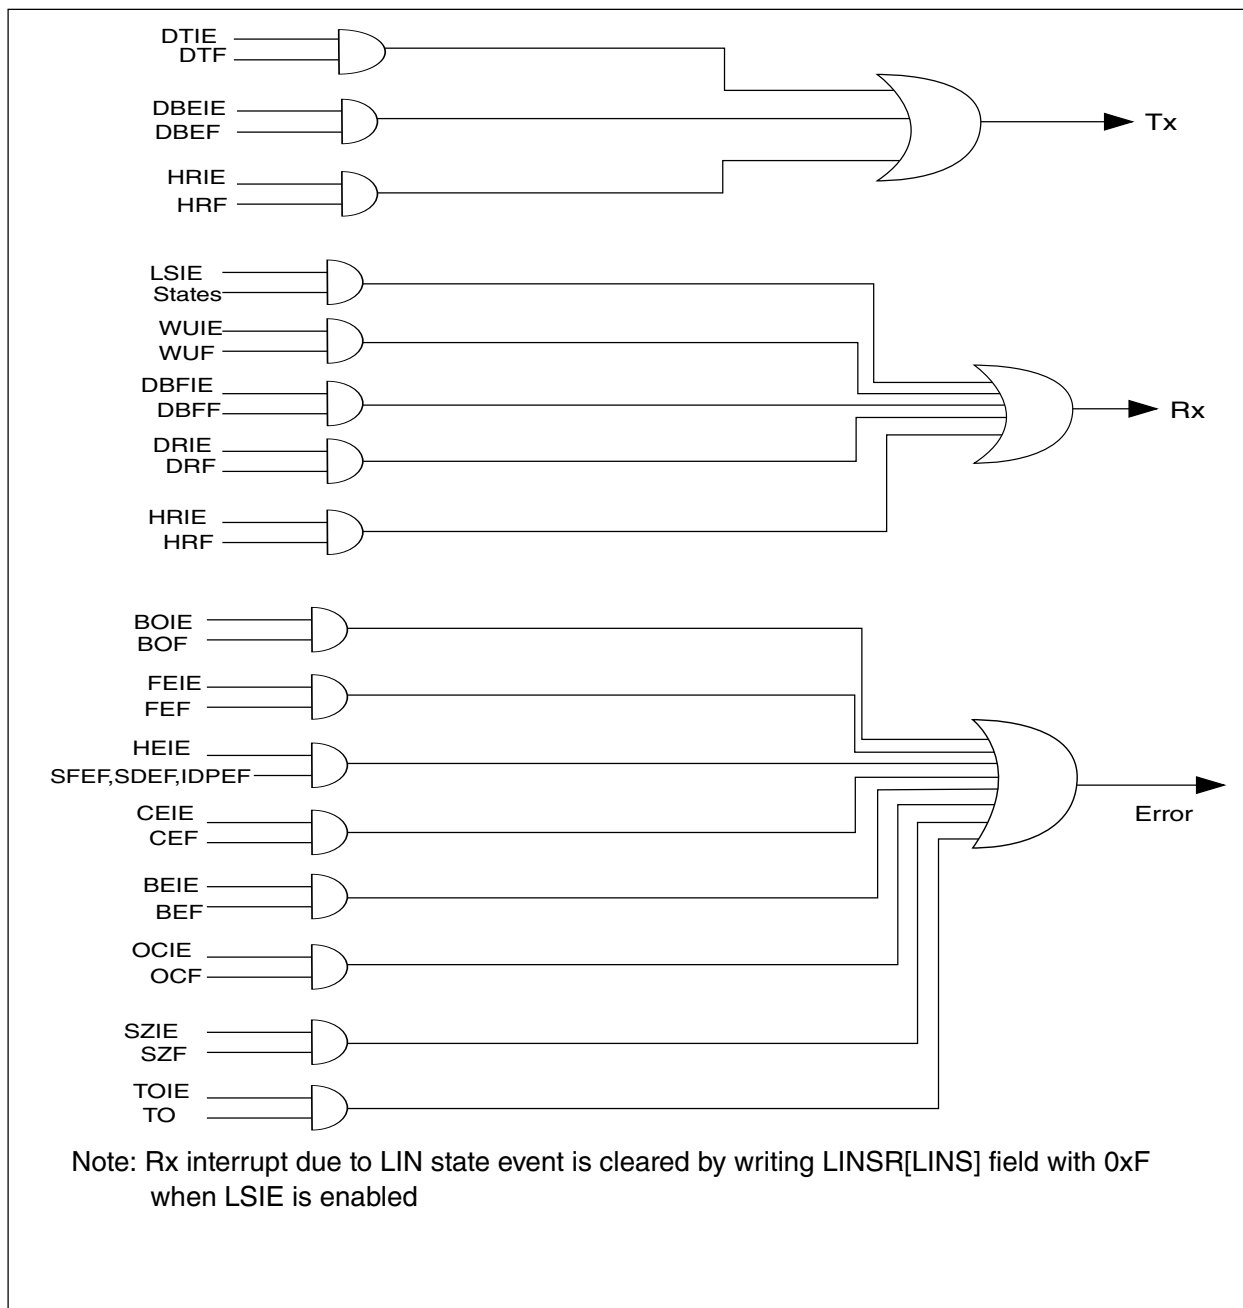 DTIE
DTF
DBEIE
DBEF
HRIE
HRF
Tx
LSIE
States
WUIE
WUF
DBFIE
DBFF
DRIE
DRF
HRIE
HRF
Rx
BOIE
BOF
FEIE
FEF
HEIE
SFEF,SDEF,IDPEF
CEIE
CEF
BEIE
BEF
OCIE
OCF
SZIE
SZF
TOIE
TO
Error
Note: Rx interrupt due to LIN state event is cleared by writing LINSR[LINS] field with 0xF
when LSIE is enabled